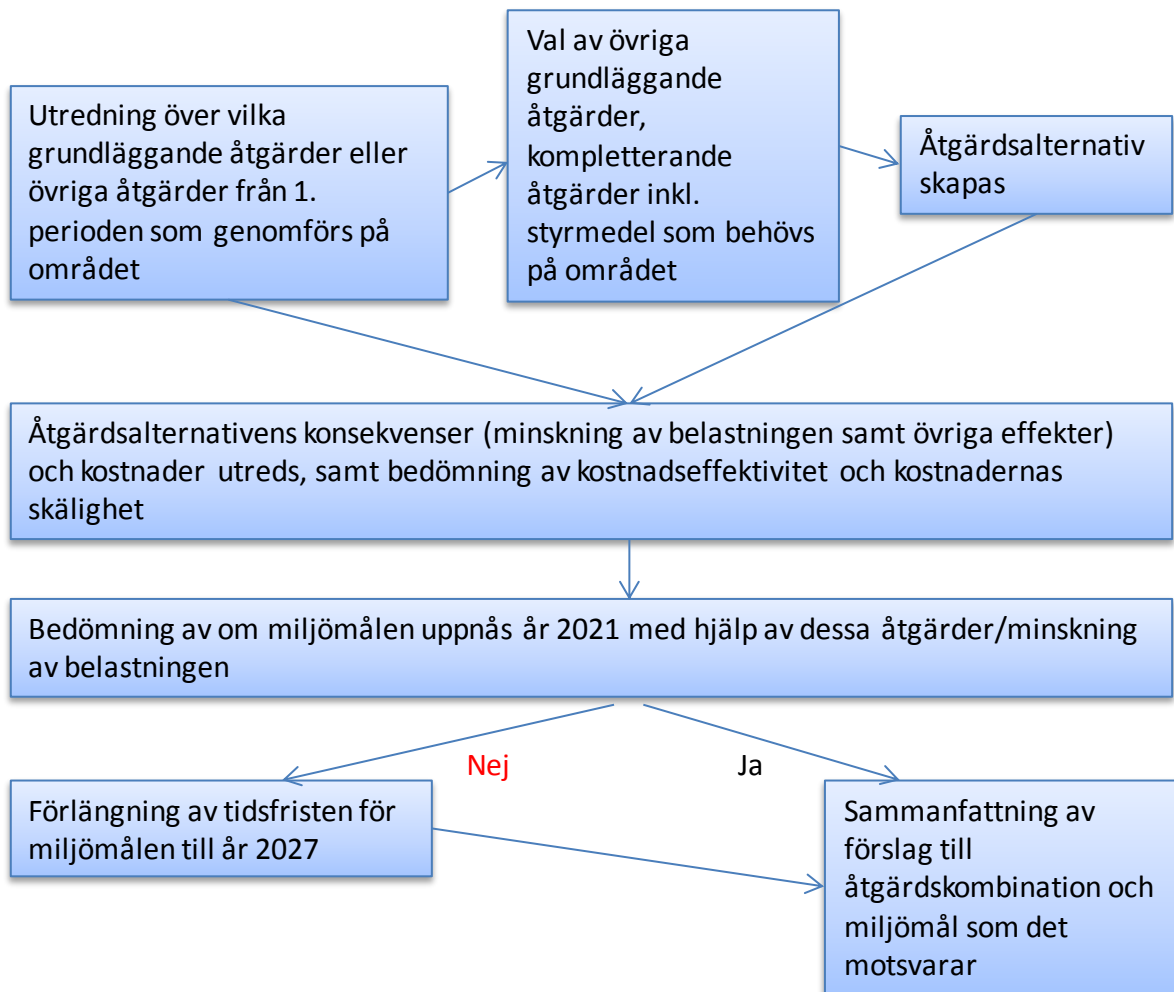 Utredning över vilka
grundläggande åtgärder eller
övriga åtgärder från 1.
perioden som genomförs på
området
Val av övriga
grundläggande
åtgärder,
kompletterande
åtgärder inkl.
styrmedel som behövs
på området
Åtgärdsalternativ
skapas
Åtgärdsalternativens konsekvenser (minskning av belastningen samt övriga effekter)
och kostnader utreds, samt bedömning av kostnadseffektivitet och kostnadernas
skälighet
Bedömning av om miljömålen uppnås år 2021 med hjälp av dessa åtgärder/minskning
av belastningen
Nej
Ja
Förlängning av tidsfristen för
miljömålen till år 2027
Sammanfattning av
förslag till
åtgärdskombination och
miljömål som det
motsvarar